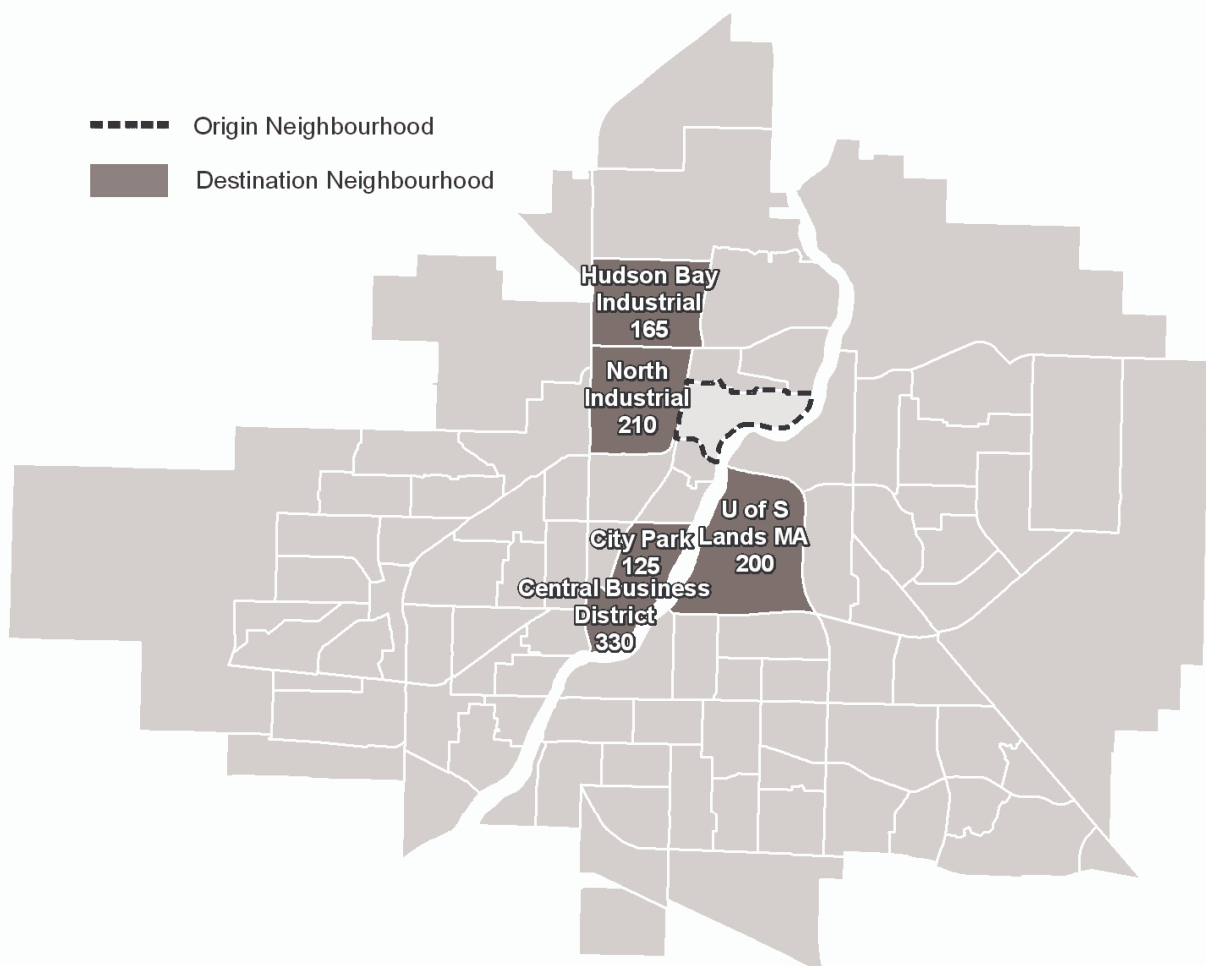 Origin Neighbourhood
Destination Neighbourhood
Hudson Bay
Industrial
165
North
Industrial
210
U of S
Lands MA
200
City Park
125
Central Business
District
330